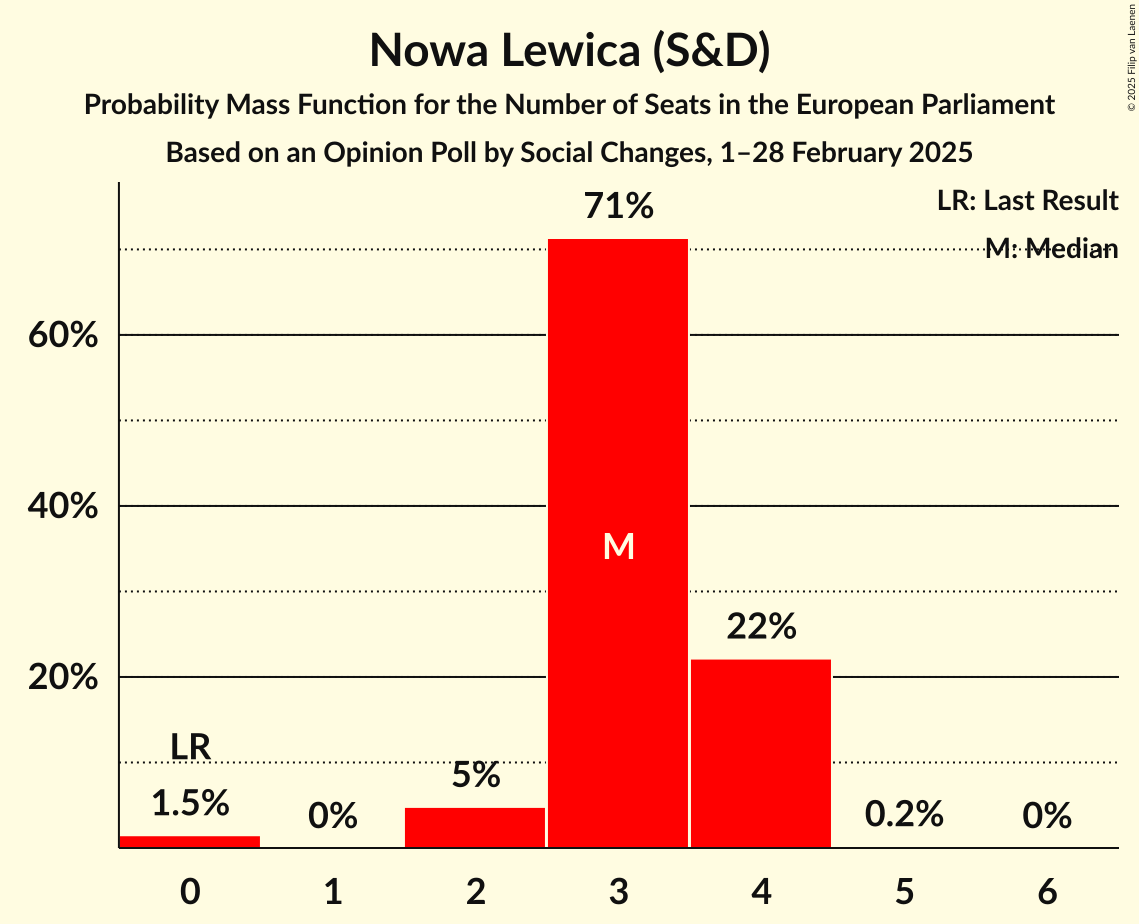 Nowa Lewica (S&D)
Probability Mass Function for the Number of Seats in the European Parliament
Based on an Opinion Poll by Social Changes, 1–28 February 2025
© 2025 Filip van Laenen
LR: Last Result
M: Median
71%
60%
40%
M
22%
20%
LR
5%
1.5%
0%
0.2%
0%
0 1 2 3 4 5 6